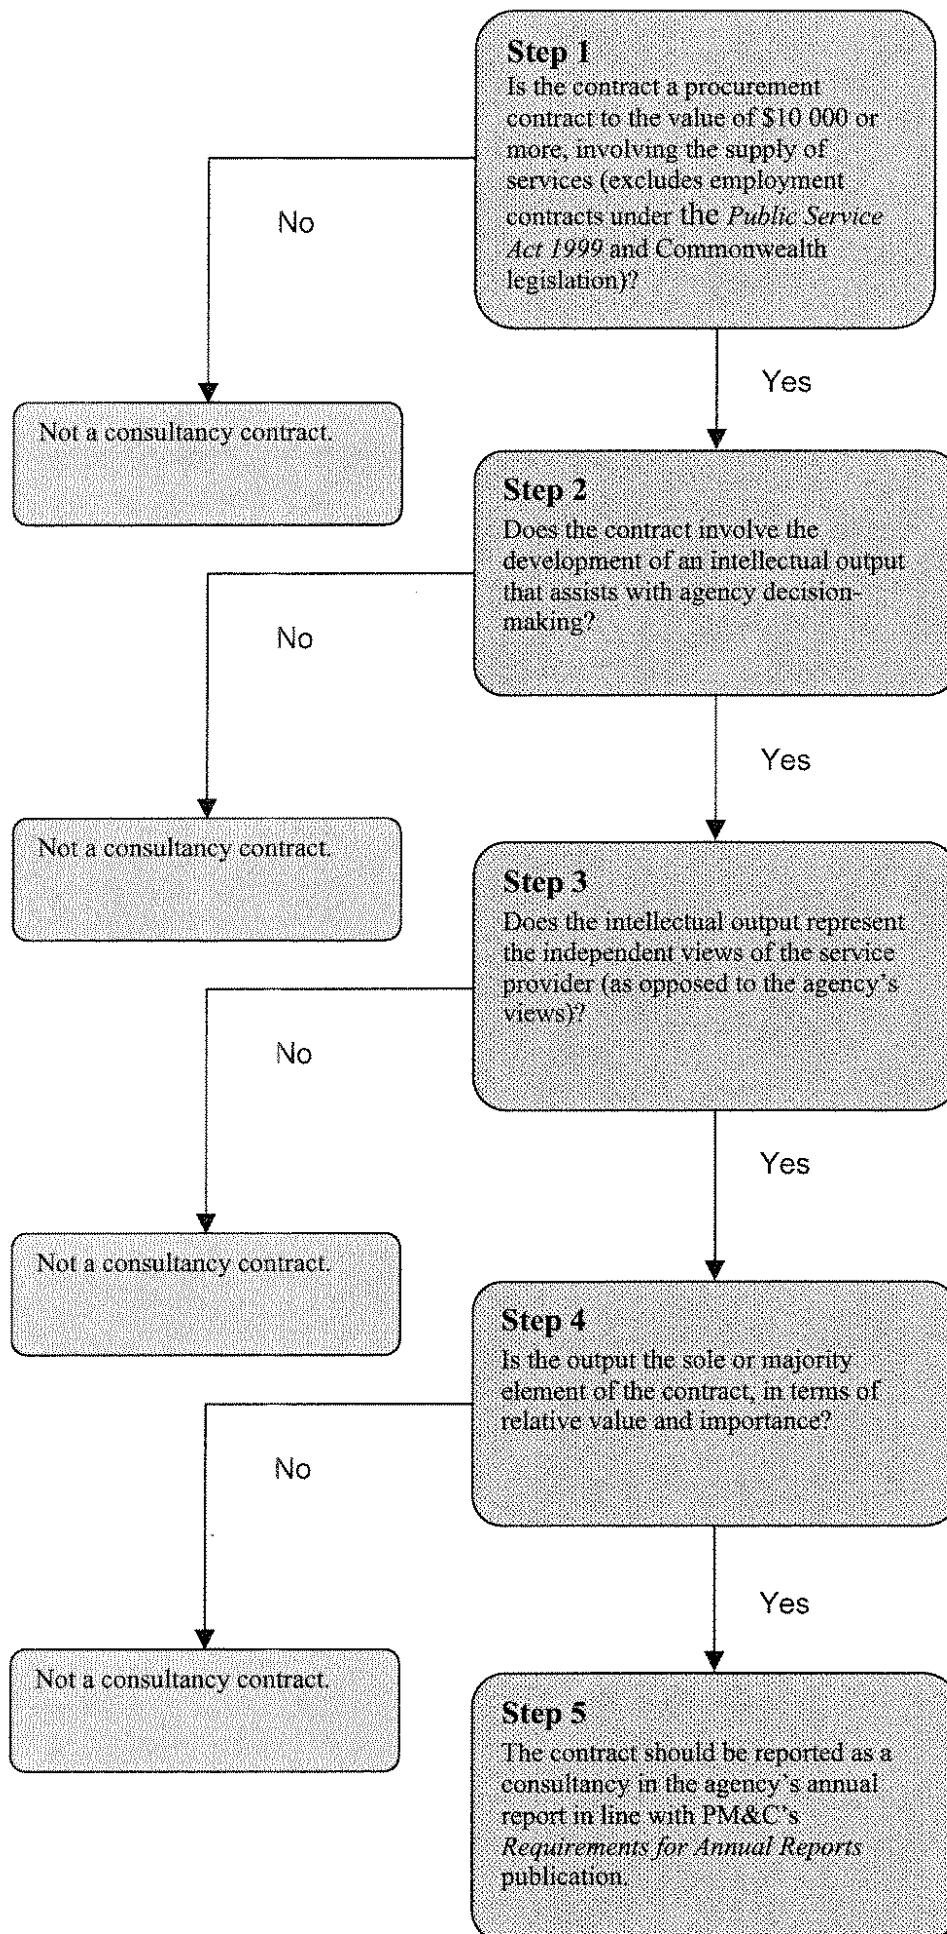 Step 1
Is the contract a procurement
contract to the value of $10 000 or
more, involving the supply of
services (excludes employment
contracts under the Public Service
Act 1999 and Commonwealth
legislation)?
No
Yes
Not a consultancy contract.
Step 2
Does the contract involve the
development of an intellectual output
that assists with agency decision-
making?
No
Yes
Not a consultancy contract.
Step 3
Does the intellectual output represent
the independent views of the service
provider (as opposed to the agency's
views)?
No
Yes
Not a consultancy contract.
Step 4
Is the output the sole or majority
element of the contract, in terms of
relative value and importance?
No
Yes
Not a consultancy contract.
Step 5
The contract should be reported as a
consultancy in the agency's annual
report in line with PM&C's
Requirements for Annual Reports
publication.